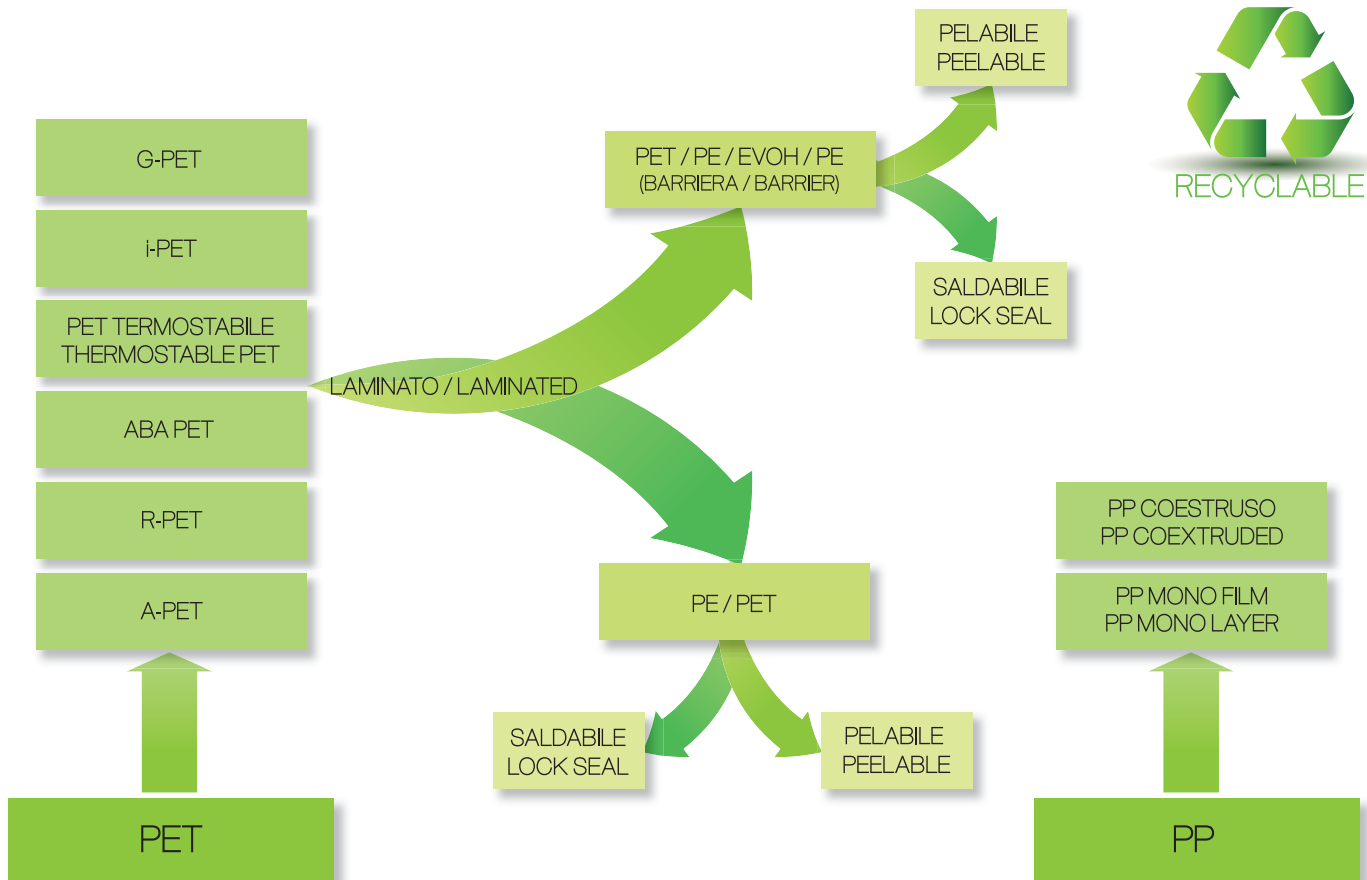 PELABILE
PEELABLE
RECYCLABLE
G-PET
i-PET
PET TERMOSTABILE
THERMOSTABLE PET
ABA PET
R-PET
A-PET
PET
LAMINATO / LAMINATED
PET / PE / EVOH / PE
(BARRIERA / BARRIER)
SALDABILE
LOCK SEAL
PE / PET
SALDABILE
LOCK SEAL
PELABILE
PEELABLE
PP COESTRUSO
PP COEXTRUDED
PP MONO FILM
PP MONO LAYER
PP